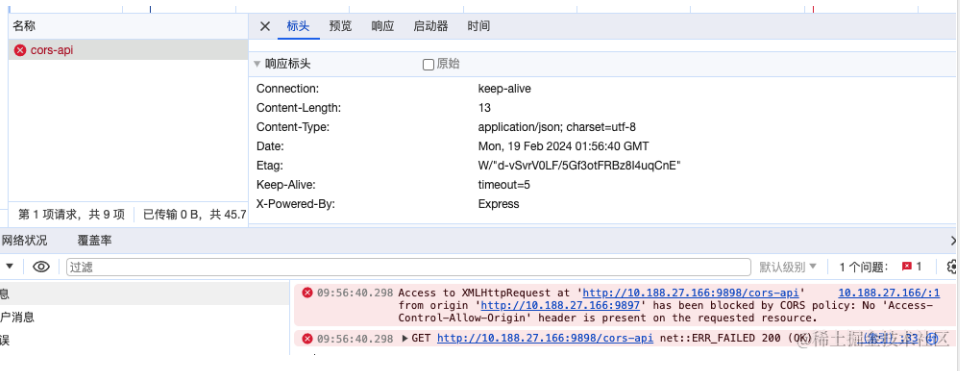 名称
标头 预览 响应 启动器 时间
cors-api
响应标头 原始
Connection: keep-alive
Content-Length: 13
Content-Type: application/json; charset=utf-8
Date: Mon, 19 Feb 2024 01:56:40 GMT
Etag: W/"d-vSvrV0LF/5Gf3otFRBz8I4uqCnE"
Keep-Alive: timeout=5
X-Powered-By: Express
第 1 项请求，共 9 项 已传输 0 B，共 45.7
网络状况 覆盖率
过滤 默认级别 1 个问题： 1
息
户消息
误
09:56:40.298 Access to XMLHttpRequest at 'http://10.188.27.166:9898/cors-api' 10.188.27.166/:1
from origin 'http://10.188.27.166:9897' has been blocked by CORS policy: No 'Access-
Control-Allow-Origin' header is present on the requested resource.
09:56:40.298 GET http://10.188.27.166:9898/cors-api net::ERR_FAILED 200 (OK)
@稀土掘金技术社区